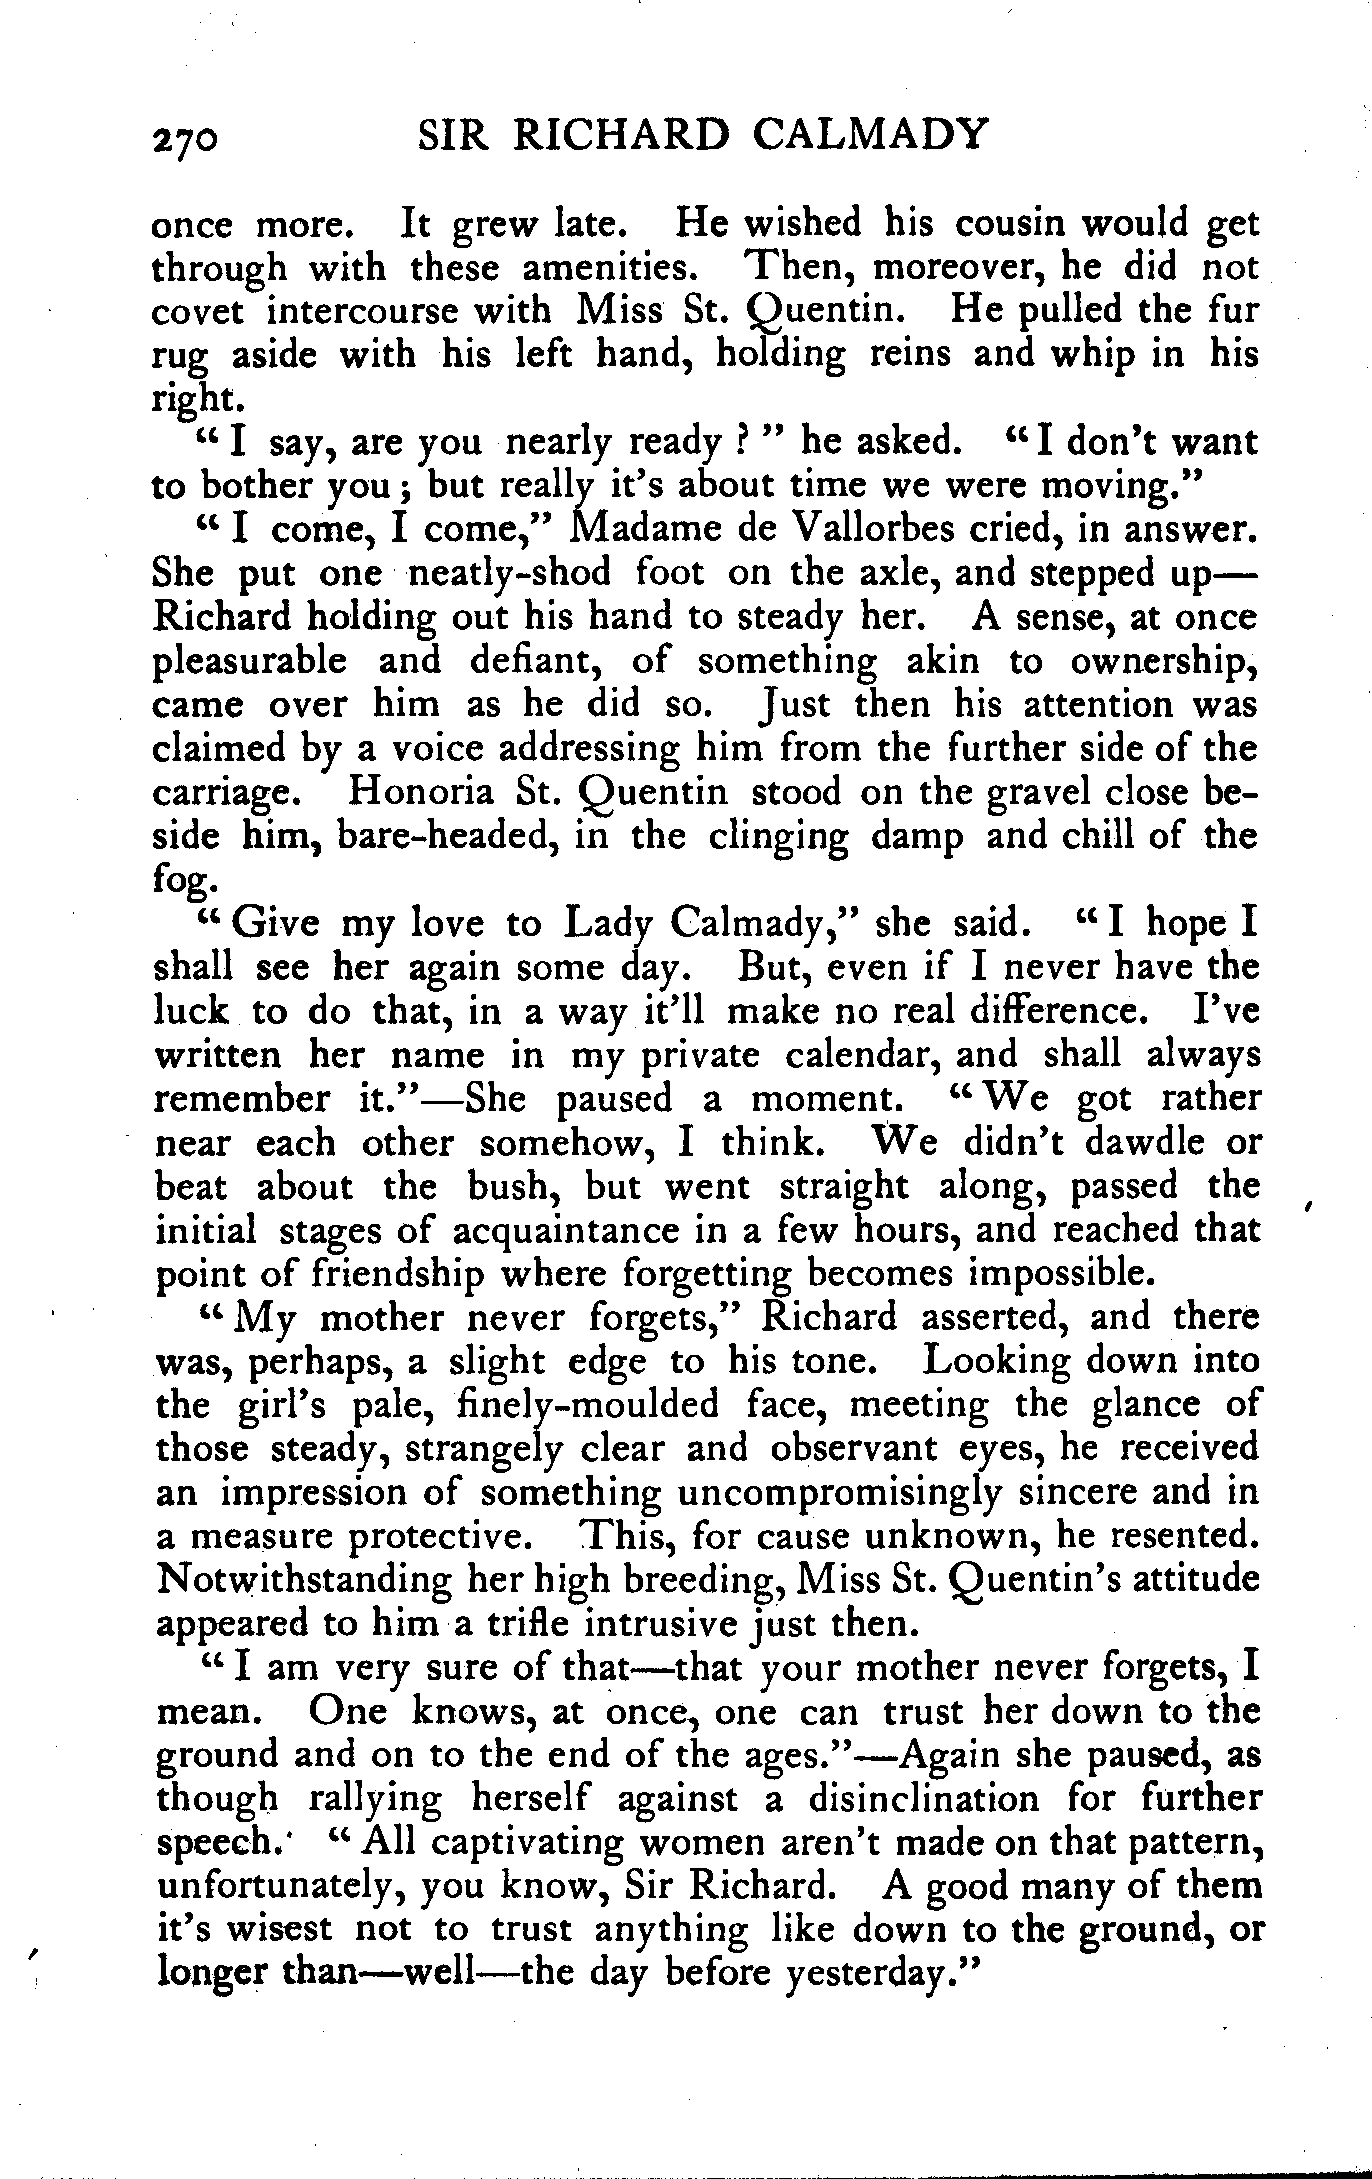 270 SIR RICHARD CALMADY
once more. It grew late. He wished his cousin would get
through with these amenities. Then, moreover, he did not
covet intercourse with Miss St. Quentin. He pulled the fur
rug aside with his left hand, holding reins and whip in his
right.
“I say, are you nearly ready?” he asked. “I don’t want
to bother you; but really it’s about time we were moving.”
“I come, I come,” Madame de Vallorbes cried, in answer.
She put one neatly-shod foot on the axle, and stepped up—
Richard holding out his hand to steady her. A sense, at once
pleasurable and defiant, of something akin to ownership,
came over him as he did so. Just then his attention was
claimed by a voice addressing him from the further side of the
carriage. Honoria St. Quentin stood on the gravel close be-
side him, bare-headed, in the clinging damp and chill of the
fog.
“Give my love to Lady Calmady,” she said. “I hope I
shall see her again some day. But, even if I never have the
luck to do that, in a way it’ll make no real difference. I’ve
written her name in my private calendar, and shall always
remember it.”—She paused a moment. “We got rather
near each other somehow, I think. We didn’t dawdle or
beat about the bush, but went straight along, passed the
initial stages of acquaintance in a few hours, and reached that
point of friendship where forgetting becomes impossible.
“My mother never forgets,” Richard asserted, and there
was, perhaps, a slight edge to his tone. Looking down into
the girl’s pale, finely-moulded face, meeting the glance of
those steady, strangely clear and observant eyes, he received
an impression of something uncompromisingly sincere and in
a measure protective. This, for cause unknown, he resented.
Notwithstanding her high breeding, Miss St. Quentin’s attitude
appeared to him a trifle intrusive just then.
“I am very sure of that—that your mother never forgets, I
mean. One knows, at once, one can trust her down to the
ground and on to the end of the ages.”—Again she paused, as
though rallying herself against a disinclination for further
speech. “All captivating women aren’t made on that pattern,
unfortunately, you know, Sir Richard. A good many of them
it’s wisest not to trust anything like down to the ground, or
longer than—well—the day before yesterday.”